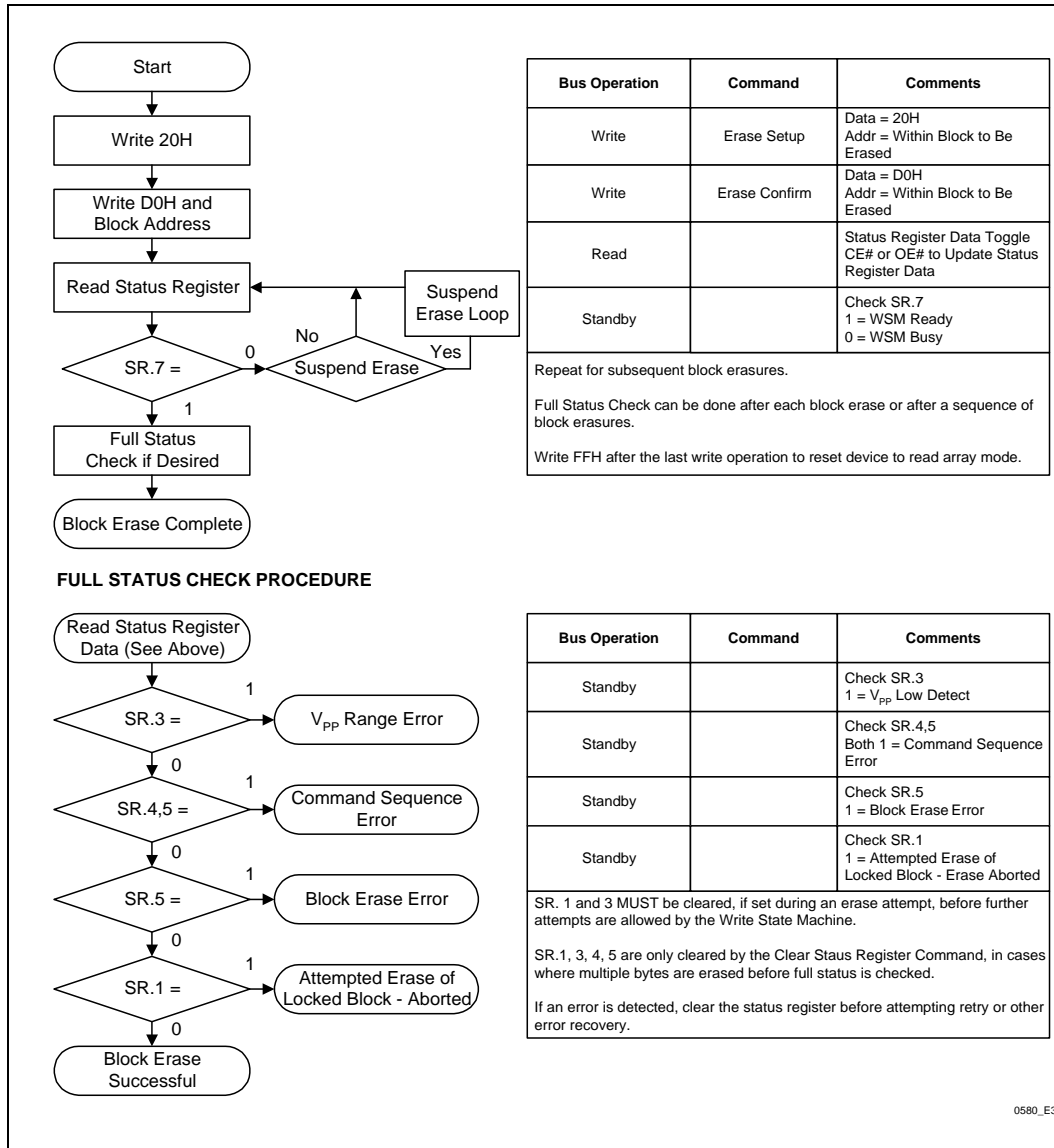 Start
Write 20H
Write D0H and
Block Address
Read Status Register
Suspend
Erase Loop
No
Yes
SR.7 =
0
Suspend Erase
1
Full Status
Check if Desired
Block Erase Complete
Bus Operation Command Comments
Write Erase Setup Data = 20H
Addr = Within Block to Be
Erased
Write Erase Confirm Data = D0H
Addr = Within Block to Be
Erased
Read Status Register Data Toggle
CE# or OE# to Update Status
Register Data
Standby Check SR.7
1 = WSM Ready
0 = WSM Busy
Repeat for subsequent block erasures.
Full Status Check can be done after each block erase or after a sequence of
block erasures.
Write FFH after the last write operation to reset device to read array mode.
FULL STATUS CHECK PROCEDURE
Read Status Register
Data (See Above)
SR.3 =
1
VPP Range Error
0
SR.4,5 =
1
Command Sequence
Error
0
SR.5 =
1
Block Erase Error
0
SR.1 =
1
Attempted Erase of
Locked Block - Aborted
0
Block Erase
Successful
Bus Operation Command Comments
Standby Check SR.3
1 = VPP Low Detect
Standby Check SR.4,5
Both 1 = Command Sequence
Error
Standby Check SR.5
1 = Block Erase Error
Standby Check SR.1
1 = Attempted Erase of
Locked Block - Erase Aborted
SR. 1 and 3 MUST be cleared, if set during an erase attempt, before further
attempts are allowed by the Write State Machine.
SR.1, 3, 4, 5 are only cleared by the Clear Staus Register Command, in cases
where multiple bytes are erased before full status is checked.
If an error is detected, clear the status register before attempting retry or other
error recovery.
0580_E3